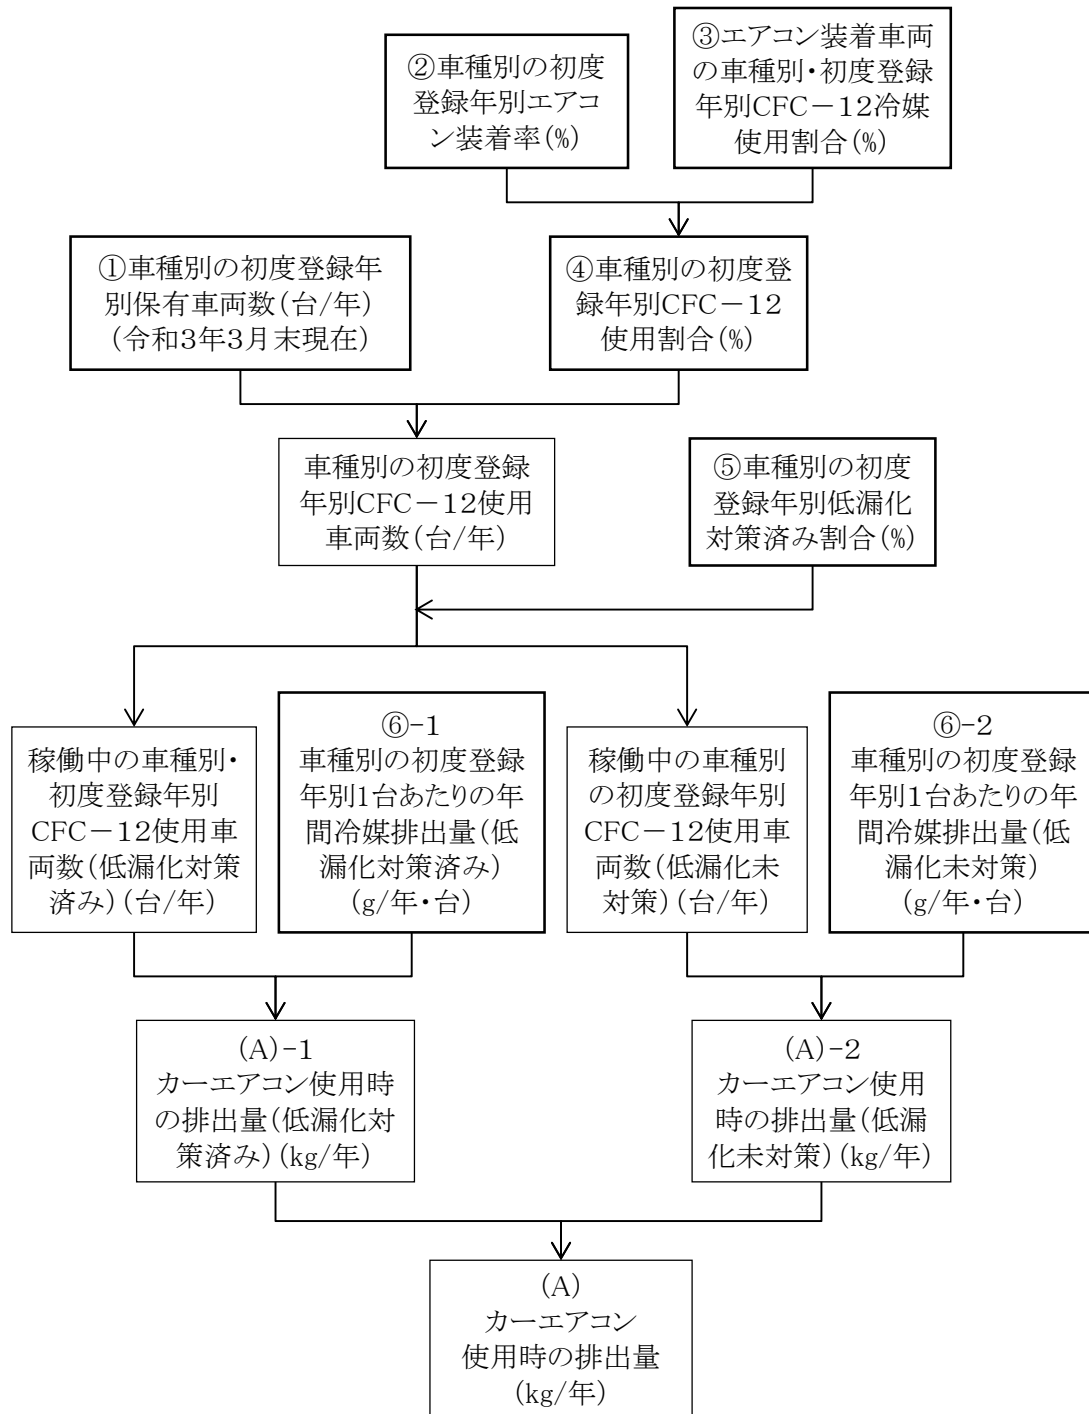 ②車種別の初度
登録年別エアコ
ン装着率(%)
③エアコン装着車両
の車種別・初度登録
年別CFC－12冷媒
使用割合(%)
①車種別の初度登録年
別保有車両数(台/年)
(令和3年3月末現在)
④車種別の初度登
録年別CFC－12
使用割合(%)
車種別の初度登録
年別CFC－12使用
車両数(台/年)
⑤車種別の初度
登録年別低漏化
対策済み割合(%)
稼働中の車種別・
初度登録年別
CFC－12使用車
両数(低漏化対策
済み)(台/年)
⑥-1
車種別の初度登録
年別1台あたりの年
間冷媒排出量(低
漏化対策済み)
(g/年・台)
稼働中の車種別
の初度登録年別
CFC－12使用車
両数(低漏化未
対策)(台/年)
⑥-2
車種別の初度登録
年別1台あたりの年
間冷媒排出量(低
漏化未対策)
(g/年・台)
(A)-1
カーエアコン使用時
の排出量(低漏化対
策済み)(kg/年)
(A)-2
カーエアコン使用
時の排出量(低漏
化未対策)(kg/年)
(A)
カーエアコン
使用時の排出量
(kg/年)